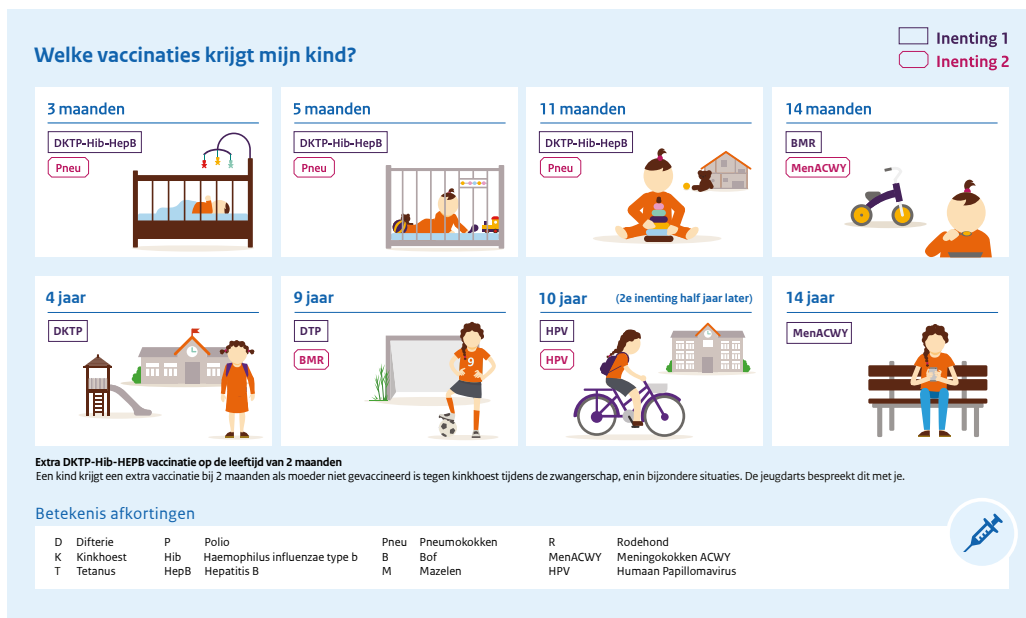 Welke vaccinaties krijgt mijn kind?
Inenting 1
Inenting 2
3 maanden
DKTP-Hib-HepB
Pneu
5 maanden
DKTP-Hib-HepB
Pneu
11 maanden
DKTP-Hib-HepB
Pneu
14 maanden
BMR
MenACWY
4 jaar
DKTP
9 jaar
DTP
BMR
9
10 jaar (2e inenting half jaar later)
HPV
HPV
14 jaar
MenACWY
Extra DKTP-Hib-HEPB vaccinatie op de leeftijd van 2 maanden
Een kind krijgt een extra vaccinatie bij 2 maanden als moeder niet gevaccineerd is tegen kinkhoest tijdens de zwangerschap, enin bijzondere situaties. De jeugdarts bespreekt dit met je.
Betekenis afkortingen
D Difterie P Polio Pneu Pneumokokken R Rodehond
K Kinkhoest Hib Haemophilus influenzae type b B Bof MenACWY Meningokokken ACWY
T Tetanus HepB Hepatitis B M Mazelen HPV Humaan Papillomavirus